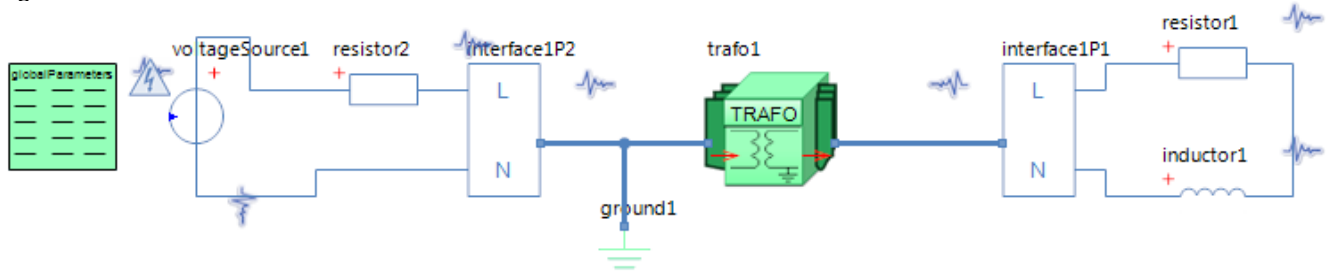 resistor1
voltageSource1 resistor2 interface1P2 trafo1 interface1P1
globalParameters
L L
TRAFO
N N
inductor1
ground1